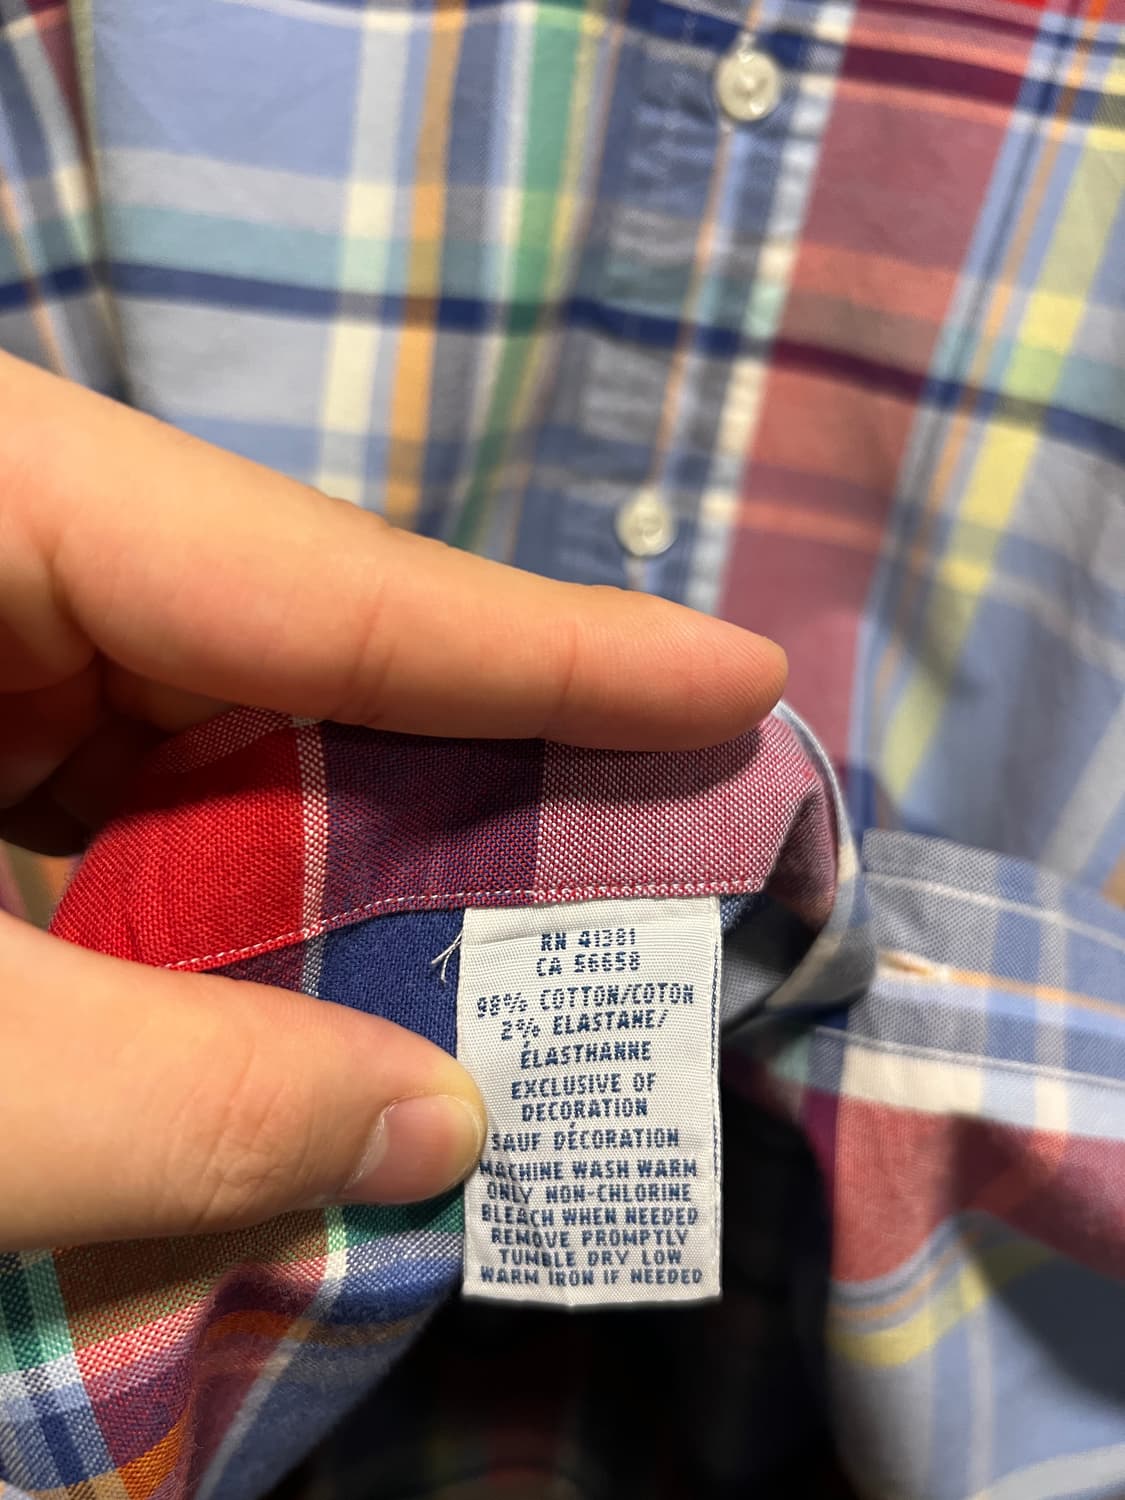 RN 41381
CA 56658
98% COTTON/COTON
2% ELASTANE/
ÉLASTHANNE
EXCLUSIVE OF
DECORATION
SAUF DÉCORATION
MACHINE WASH WARM
ONLY NON-CHLORINE
BLEACH WHEN NEEDED
REMOVE PROMPTLY
TUMBLE DRY LOW
WARM IRON IF NEEDED